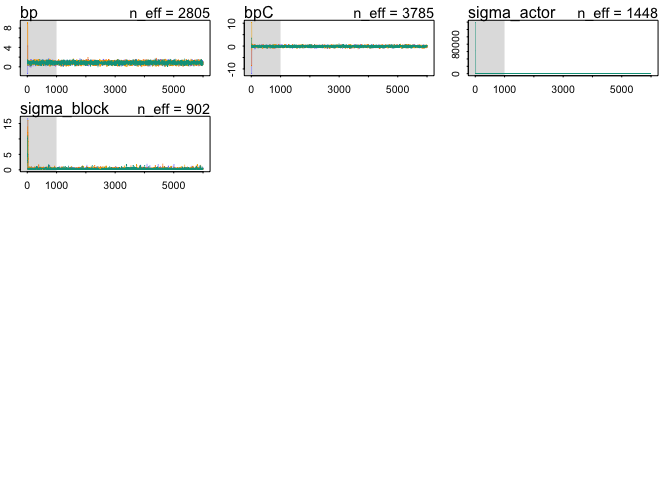 bp n_eff = 2805
bpC n_eff = 3785
sigma_actor n_eff = 1448
0 4 8
-10 0 10
0 80000
0 1000 3000 5000
0 1000 3000 5000
0 1000 3000 5000
sigma_block n_eff = 902
0 5 15
0 1000 3000 5000